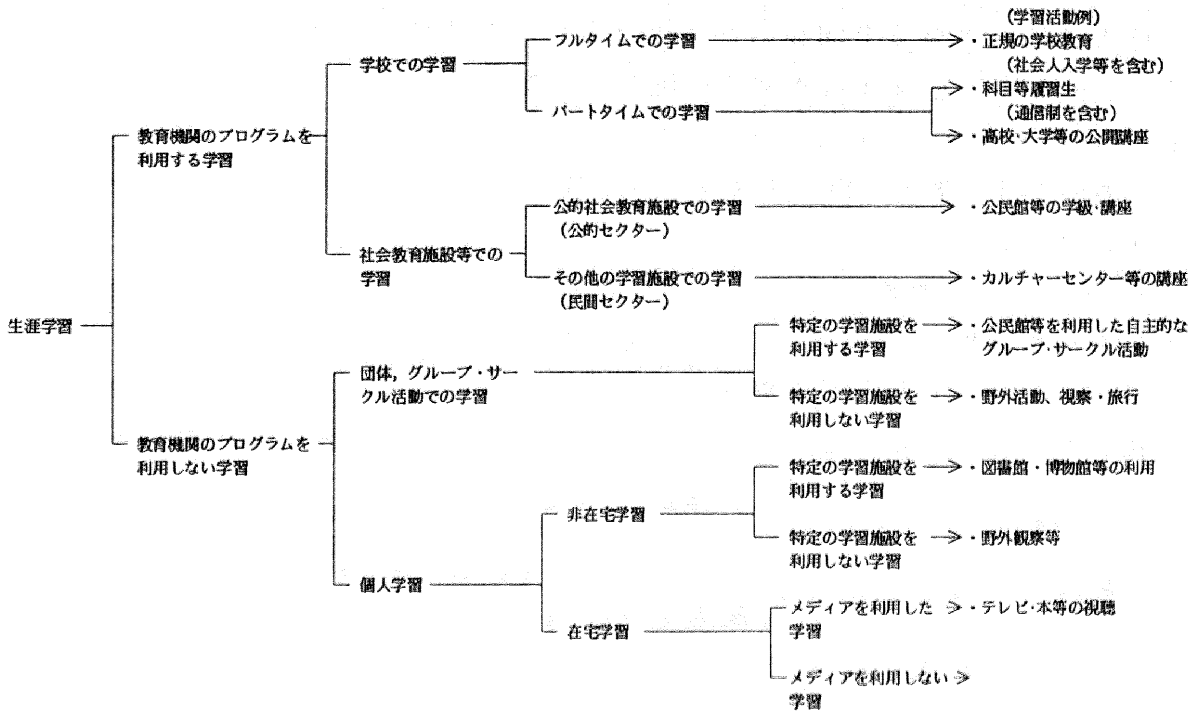 (学習活動例)
フルタイムでの学習
・正規の学校教育
(社会人入学等を含む)
学校での学習
パートタイムでの学習
・科目等履習生
(通信制を含む)
・高校・大学等の公開講座
教育機関のプログラムを
利用する学習
公的社会教育施設での学習
(公的セクター)
・公民館等の学級・講座
社会教育施設等での
学習
その他の学習施設での学習
(民間セクター)
・カルチャーセンター等の講座
生涯学習
特定の学習施設を
利用する学習
・公民館等を利用した自主的な
グループ・サークル活動
団体,グループ・サー
クル活動での学習
特定の学習施設を
利用しない学習
・野外活動、視察・旅行
教育機関のプログラムを
利用しない学習
特定の学習施設を
利用する学習
・図書館・博物館等の利用
非在宅学習
特定の学習施設を
利用しない学習
・野外観察等
個人学習
メディアを利用した
学習
・テレビ・本等の視聴
在宅学習
メディアを利用しない
学習